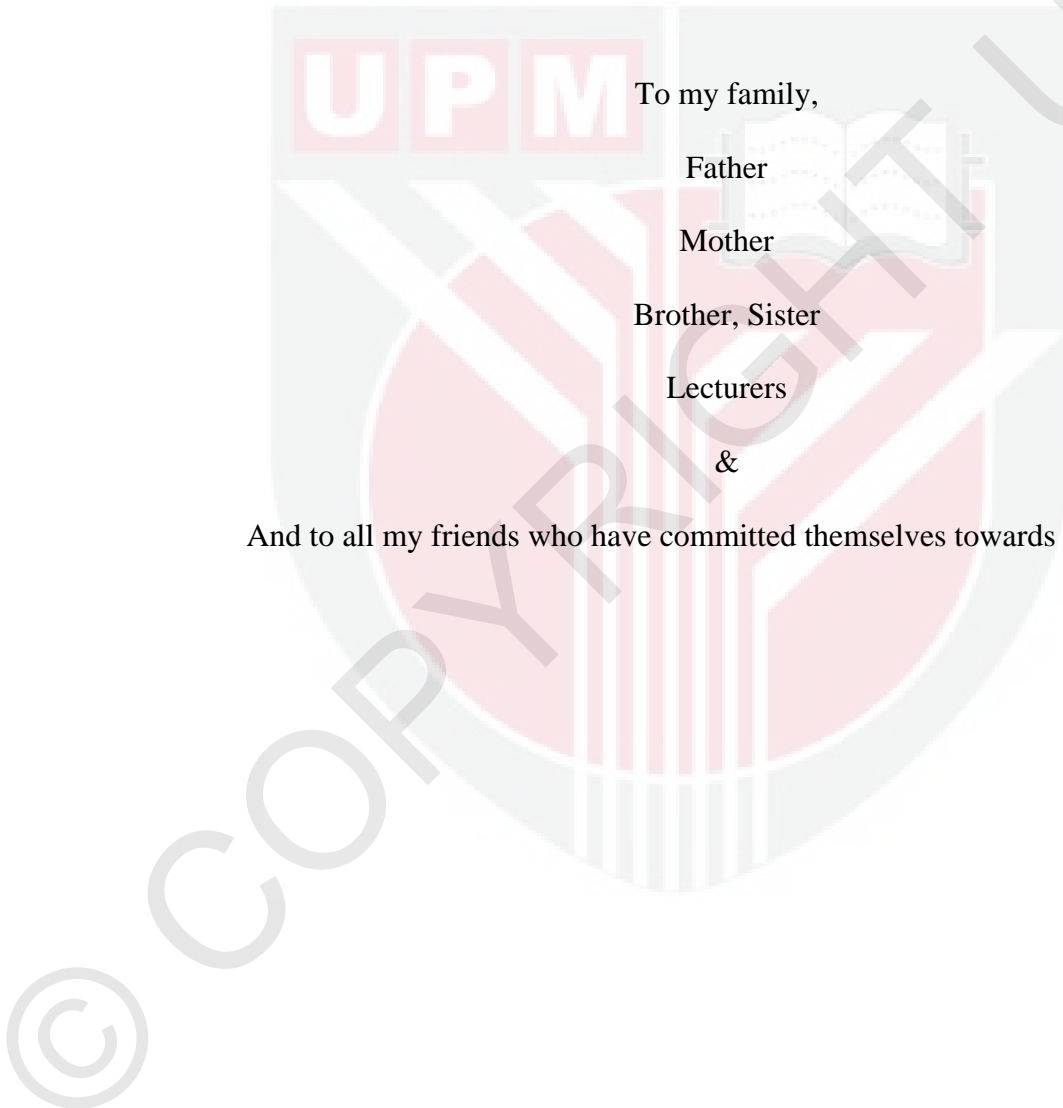 UPM
To my family,
Father
Mother
Brother, Sister
Lecturers
&
And to all my friends who have committed themselves towards
© COPYRIGHT U